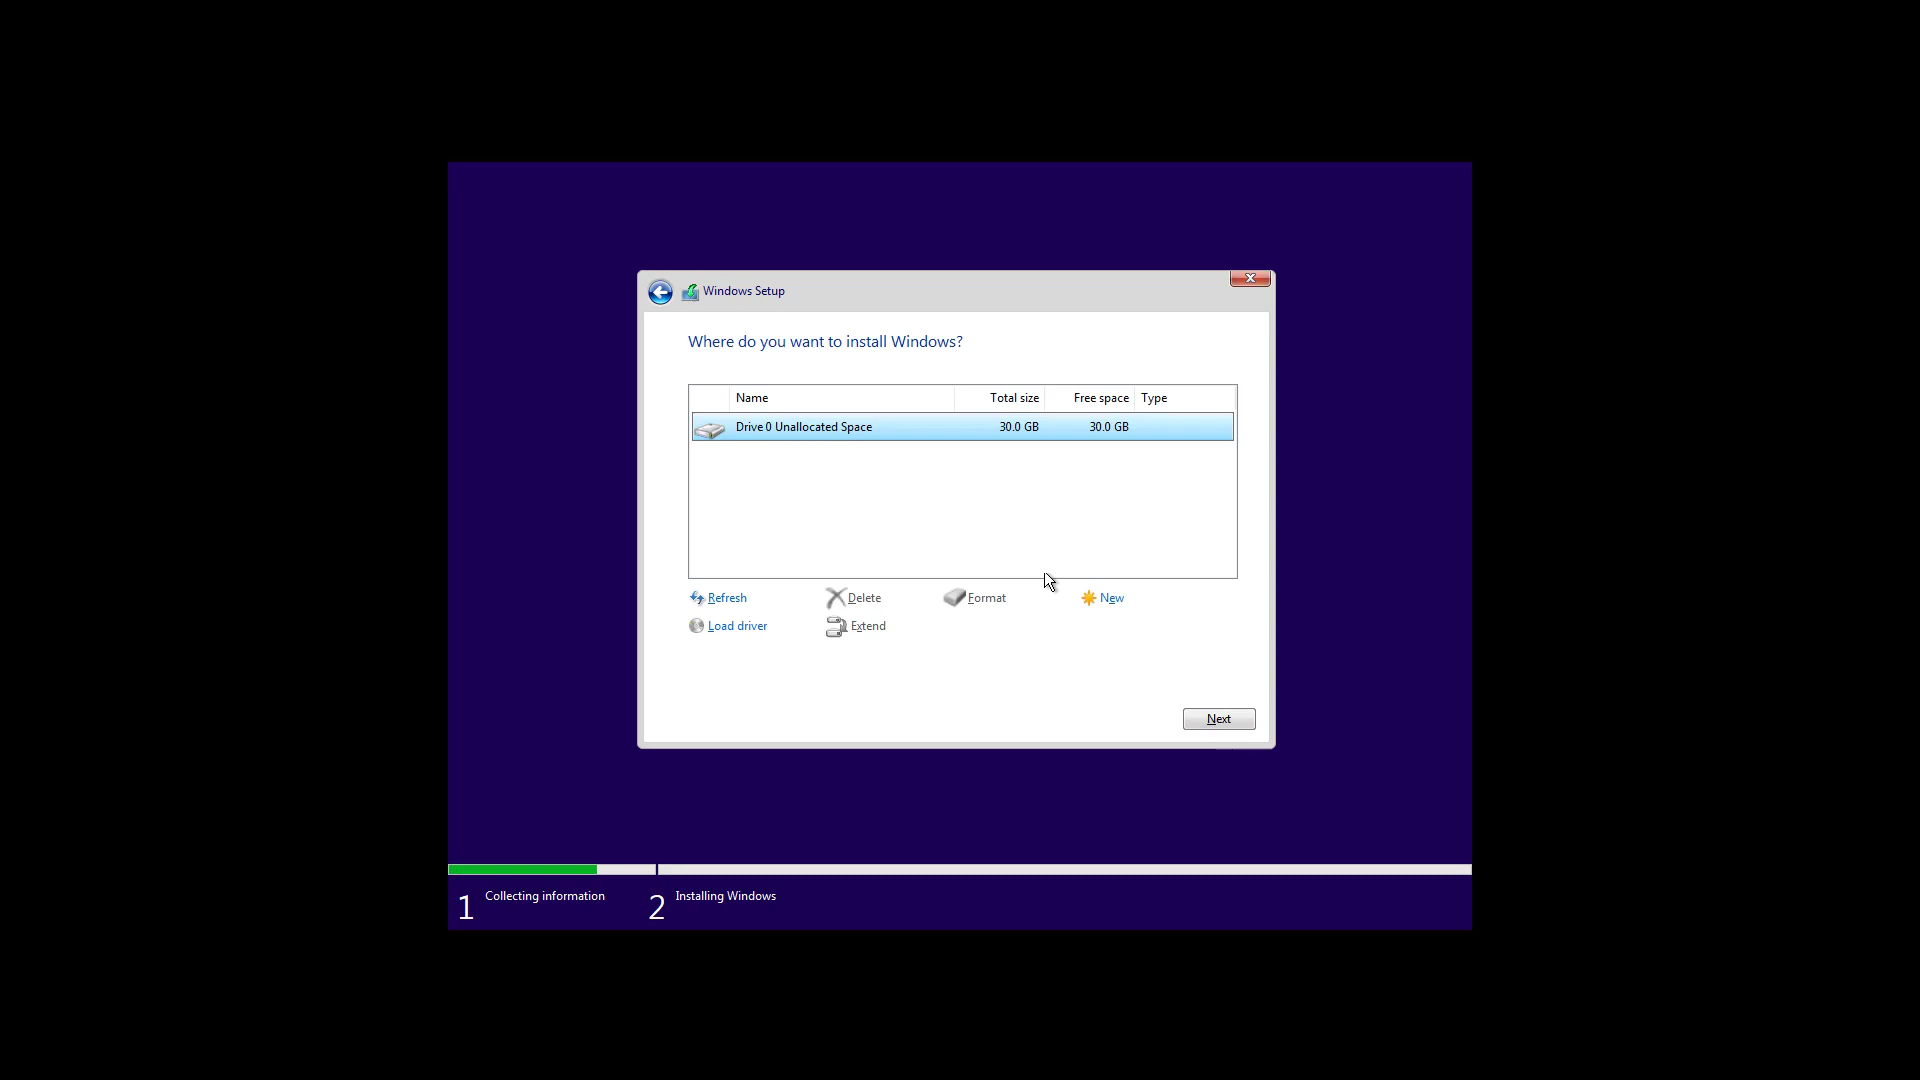 Windows Setup
Where do you want to install Windows?
Name Total size Free space Type
Drive 0 Unallocated Space 30.0 GB 30.0 GB
Refresh Delete Format New
Load driver Extend
Next
1 Collecting information 2 Installing Windows